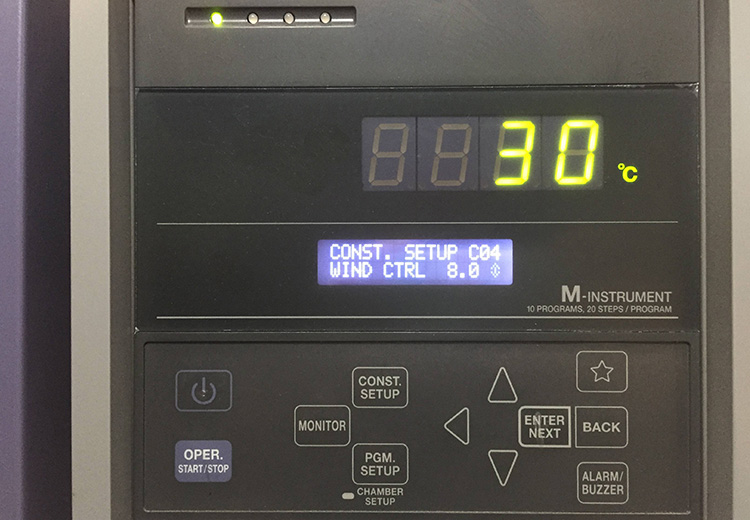 30 °C
CONST. SETUP C04
WIND CTRL 8.0
M-INSTRUMENT
10 PROGRAMS, 20 STEPS / PROGRAM
CONST.
SETUP
MONITOR
ENTER
NEXT
BACK
OPER.
START/STOP
PGM.
SETUP
CHAMBER
SETUP
ALARM/
BUZZER